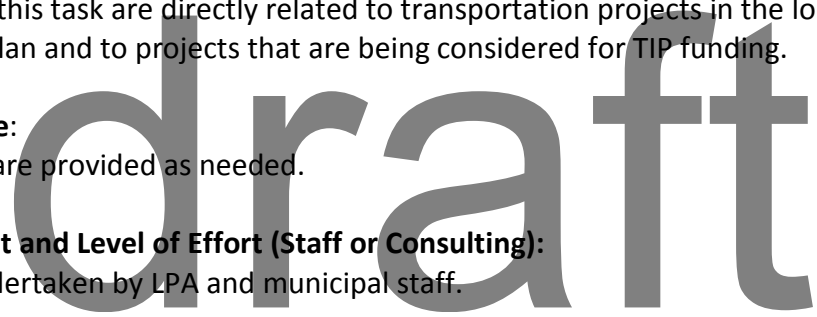 this task are directly related to transportation projects in the lo
lan and to projects that are being considered for TIP funding.
e:
are provided as needed.
t and Level of Effort (Staff or Consulting):
dertaken by LPA and municipal staff.
draft